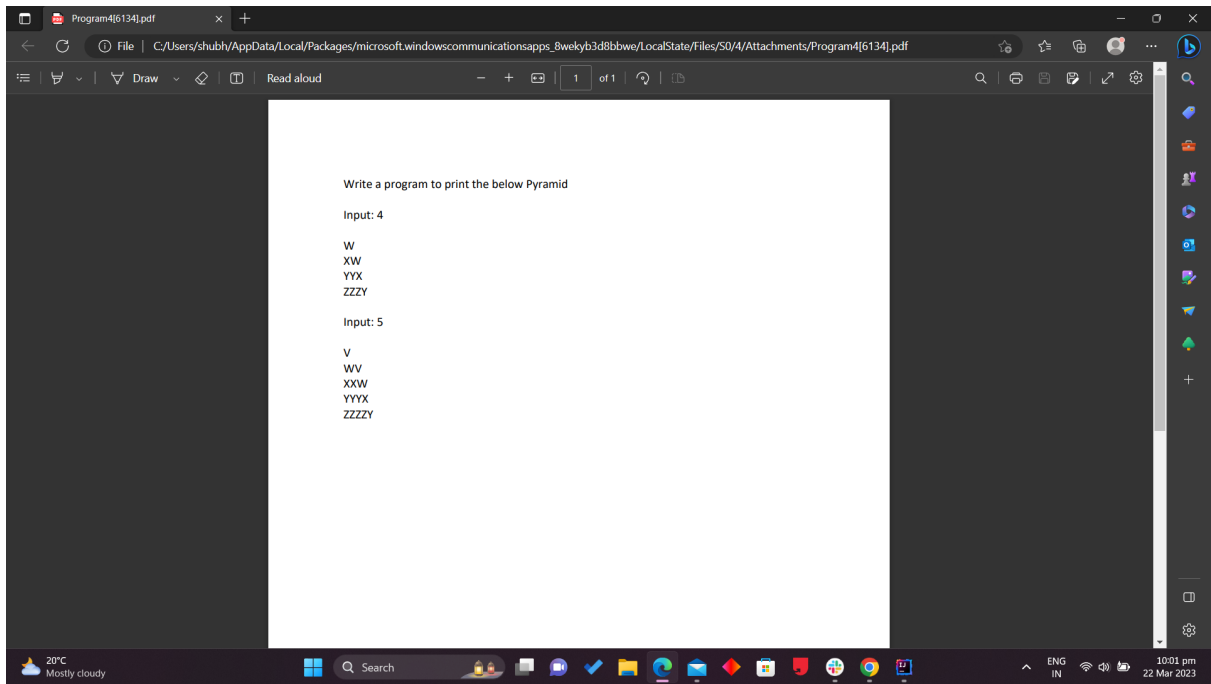 Program4[6134].pdf
File | C:/Users/shubh/AppData/Local/Packages/microsoft.windowscommunicationsapps_8wekyb3d8bbwe/LocalState/Files/S0/4/Attachments/Program4[6134].pdf
Draw
Read aloud
1 of 1
Write a program to print the below Pyramid
Input: 4
W
XW
YYX
ZZZY
Input: 5
V
WV
XXW
YYYX
ZZZZY
20°C
Mostly cloudy
Search
ENG
IN
10:01 pm
22 Mar 2023